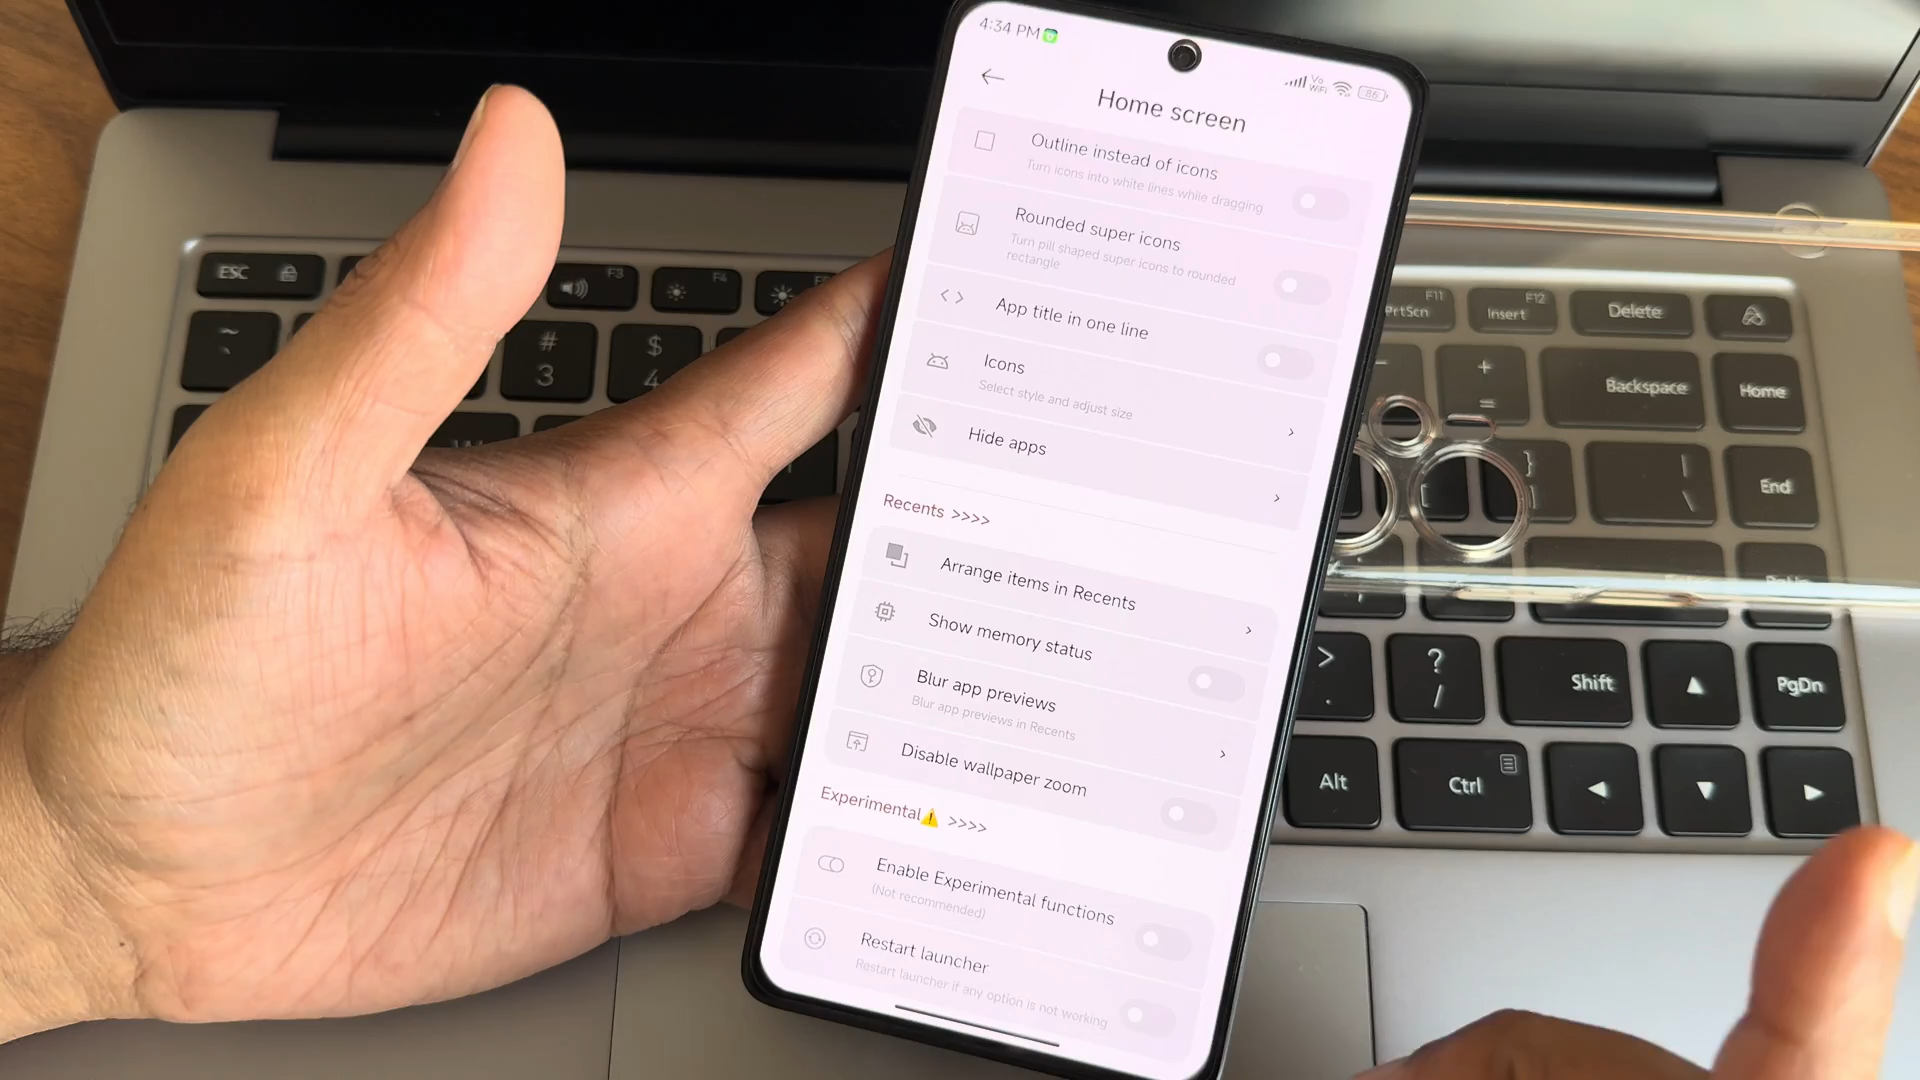 4:34 PM
Vo
WiFi
86
Home screen
Outline instead of icons
Turn icons into white lines while dragging
Rounded super icons
Turn pill shaped super icons to rounded
rectangle
App title in one line
Icons
Select style and adjust size
Hide apps
Recents >>>>
Arrange items in Recents
Show memory status
Blur app previews
Blur app previews in Recents
Disable wallpaper zoom
Experimental⚠ >>>>
Enable Experimental functions
(Not recommended)
Restart launcher
Restart launcher if any option is not working
ESC
F3
F4
~
#
3
$
4
PrtScn
F11
Insert
F12
Delete
+
=
Backspace
Home
}
[
|
\
End
>
.
?
/
Shift
PgDn
Alt
Ctrl